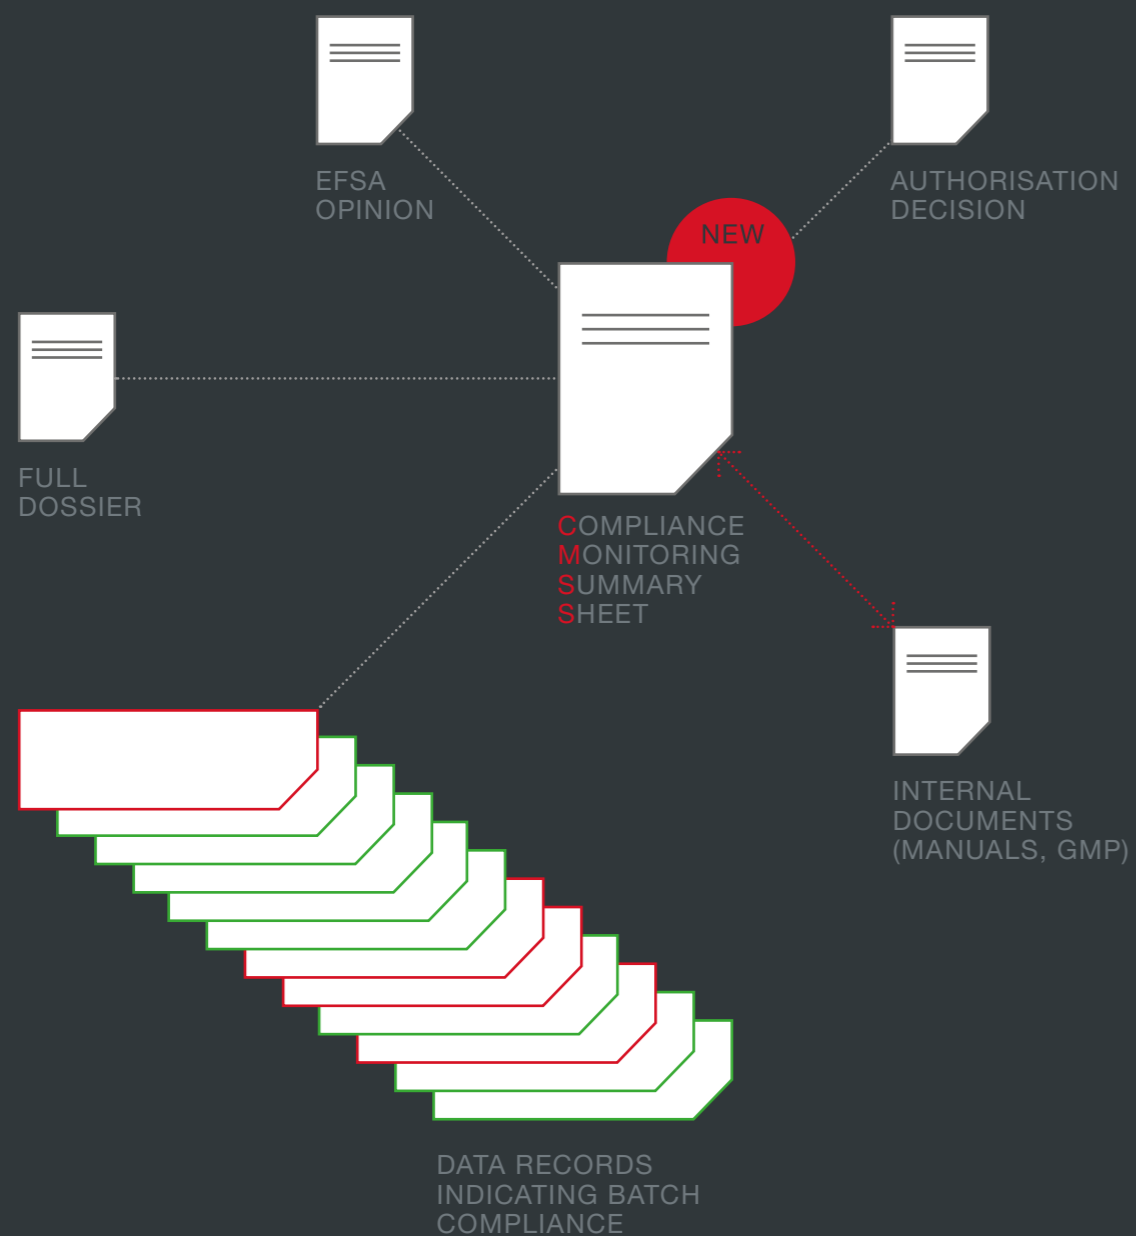 EFSA
OPINION
AUTHORISATION
DECISION
NEW
FULL
DOSSIER
COMPLIANCE
MONITORING
SUMMARY
SHEET
INTERNAL
DOCUMENTS
(MANUALS, GMP)
DATA RECORDS
INDICATING BATCH
COMPLIANCE